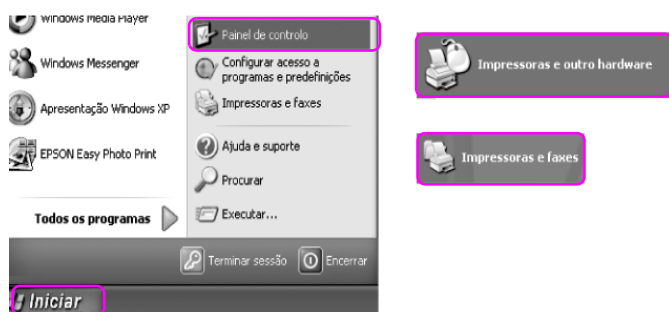 Windows Media Player
Windows Messenger
Apresentação Windows XP
EPSON Easy Photo Print
Todos os programas
Painel de controlo
Configurar acesso a
programas e predefinições
Impressoras e faxes
Ajuda e suporte
Procurar
Executar...
Terminar sessão
Encerrar
Iniciar
Impressoras e outro hardware
Impressoras e faxes